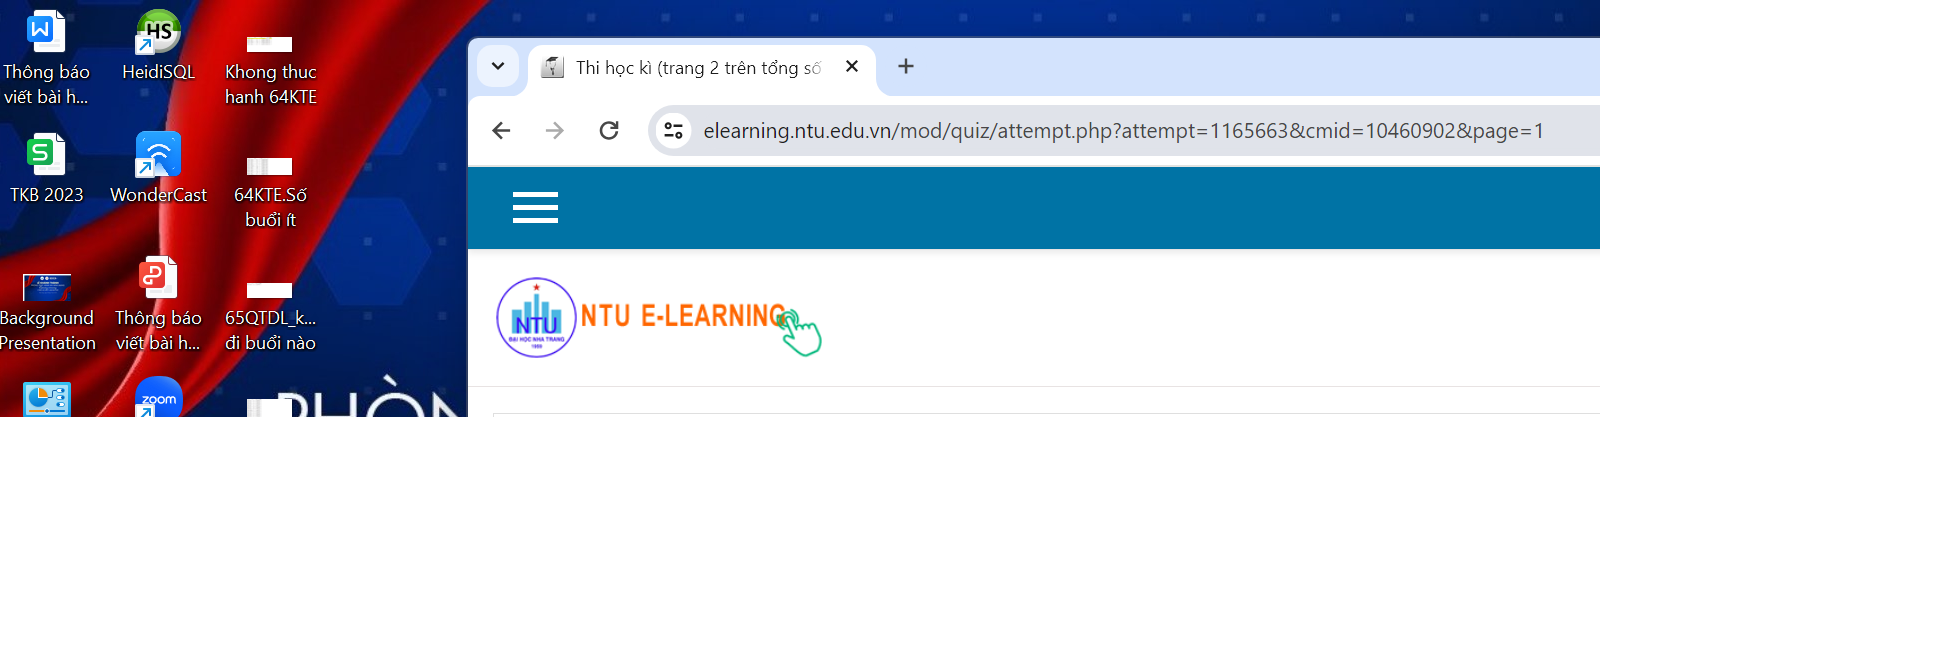 Thông báo
viết bài h...
HeidiSQL
Khong thuc
hanh 64KTE
TKB 2023
WonderCast
64KTE.Số
buổi ít
Background
Presentation
Thông báo
viết bài h...
65QTDL_k...
đi buổi nào
zoom
PHÒN
Thi học kì (trang 2 trên tổng số
elearning.ntu.edu.vn/mod/quiz/attempt.php?attempt=1165663&cmid=10460902&page=1
NTU
ĐẠI HỌC NHA TRANG
1959
NTU E-LEARNING